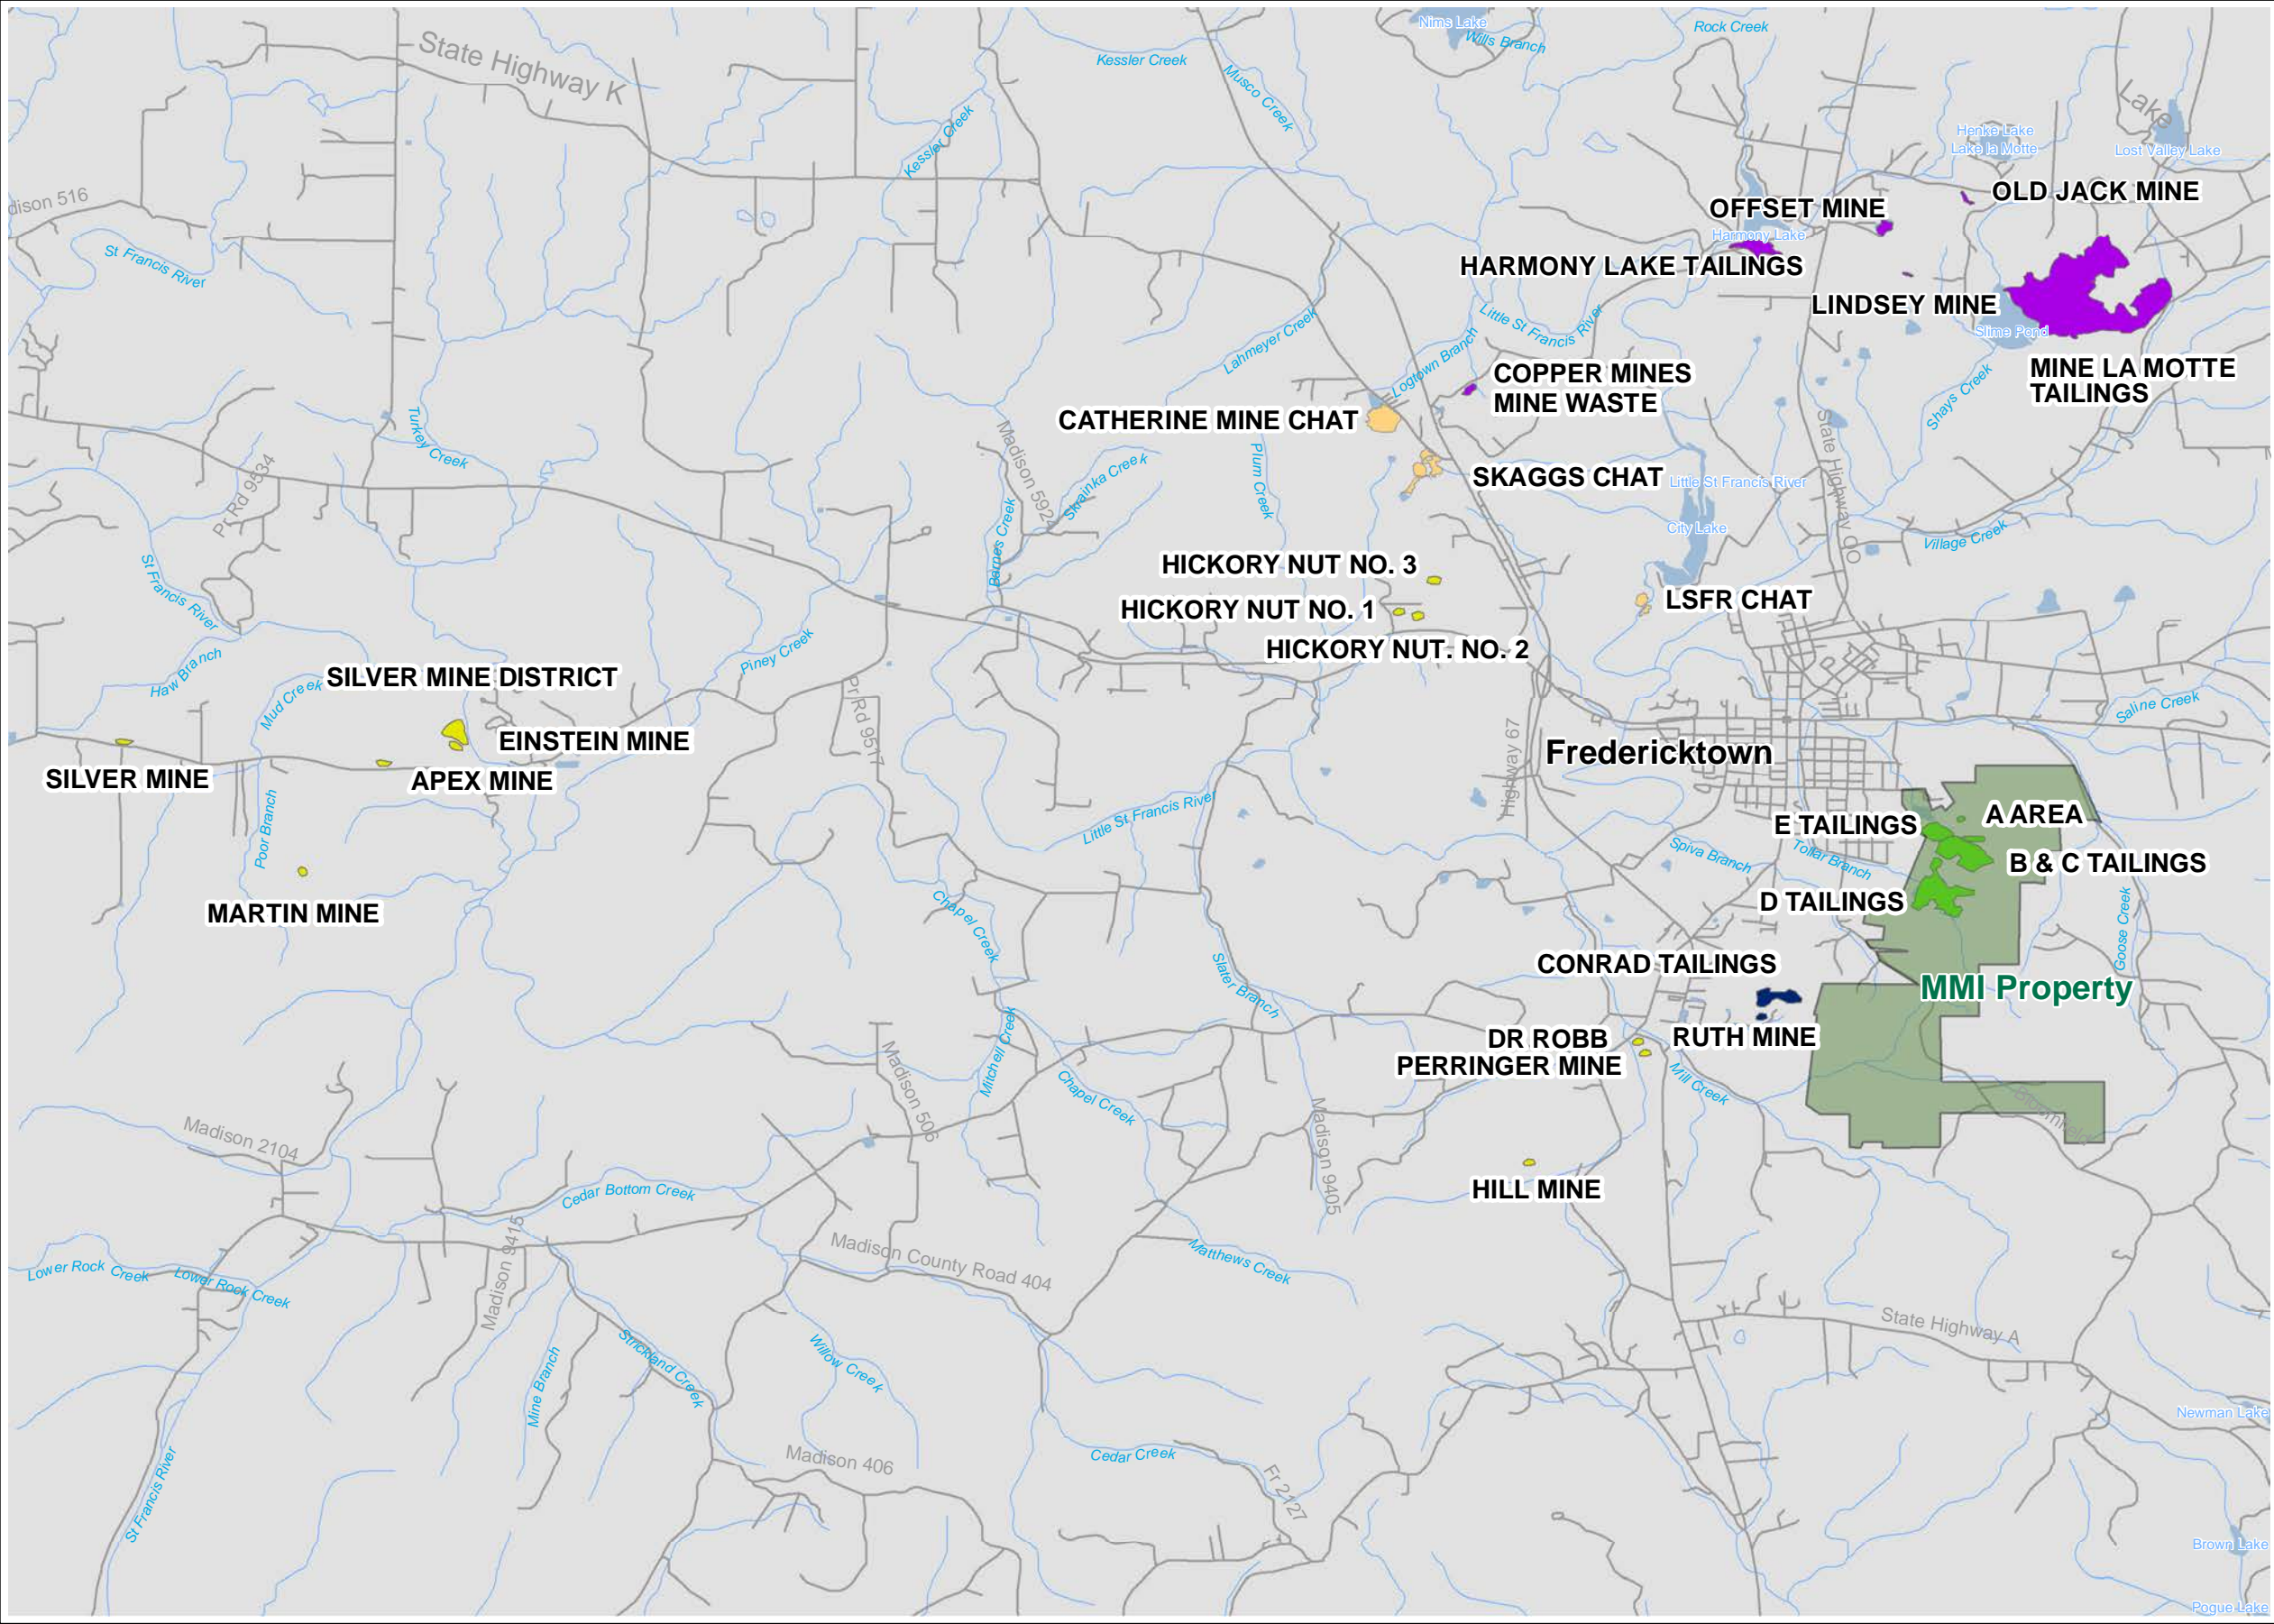 Nims Lake
Wills Branch
Rock Creek
State Highway K
Kessler Creek
Musco Creek
Lake
Kessler Creek
Henke Lake
Lake la Motte
Lost Valley Lake
dison 516
OLD JACK MINE
OFFSET MINE
Harmony Lake
St Francis River
HARMONY LAKE TAILINGS
LINDSEY MINE
Slime Pond
Little St Francis River
Lahmeyer Creek
Logtown Branch
COPPER MINES
MINE WASTE
MINE LA MOTTE
TAILINGS
Shays Creek
CATHERINE MINE CHAT
Turkey Creek
Madison 5924
Skrainka Creek
Plum Creek
State Highway OO
SKAGGS CHAT
Little St Francis River
Pr Rd 9534
Barnes Creek
City Lake
Village Creek
HICKORY NUT NO. 3
St Francis River
HICKORY NUT NO. 1
LSFR CHAT
HICKORY NUT. NO. 2
Haw Branch
Piney Creek
SILVER MINE DISTRICT
Mud Creek
Pr Rd 9517
Saline Creek
EINSTEIN MINE
Highway 67
Fredericktown
SILVER MINE
APEX MINE
Poor Branch
Little St Francis River
A AREA
E TAILINGS
Spiva Branch
Tollar Branch
B & C TAILINGS
MARTIN MINE
Chapel Creek
D TAILINGS
Goose Creek
Slater Branch
CONRAD TAILINGS
MMI Property
Mitchell Creek
DR ROBB
RUTH MINE
PERRINGER MINE
Madison 506
Chapel Creek
Mill Creek
Madison 2104
Madison 9405
Cedar Bottom Creek
HILL MINE
Madison 9415
Madison County Road 404
Matthews Creek
Lower Rock Creek
Lower Rock Creek
State Highway A
Mine Branch
Strickland Creek
Willow Creek
Newman Lake
St Francis River
Madison 406
Cedar Creek
Fr 2127
Brown Lake
Pogue Lake